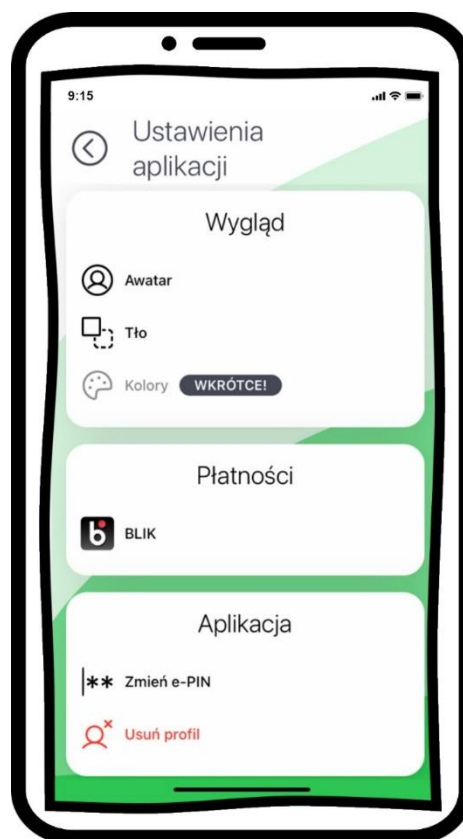 9:15
Ustawienia
aplikacji
Wygląd
Awatar
Tło
Kolory WKRÓTCE!
Płatności
BLIK
Aplikacja
|** Zmień e-PIN
Usuń profil